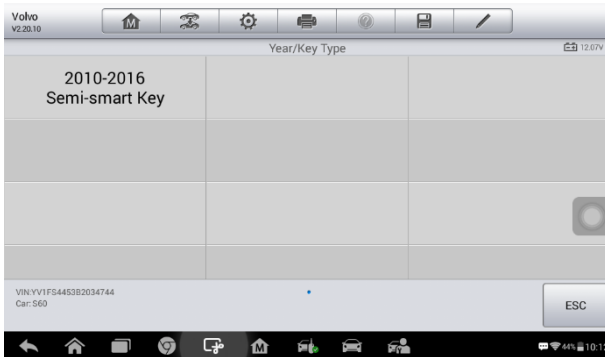 Volvo
V2.20.10
Year/Key Type
12.07V
2010-2016
Semi-smart Key
VIN:YV1FS4453B2034744
Car: S60
ESC
44%